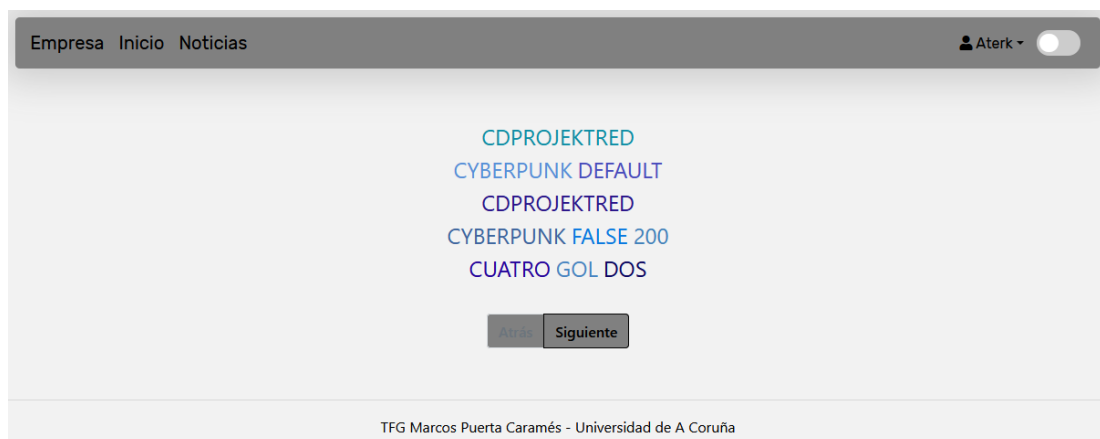 Empresa Inicio Noticias Aterk
CDPROJEKTRED
CYBERPUNK DEFAULT
CDPROJEKTRED
CYBERPUNK FALSE 200
CUATRO GOL DOS
Atrás Siguiente
TFG Marcos Puerta Caramés - Universidad de A Coruña